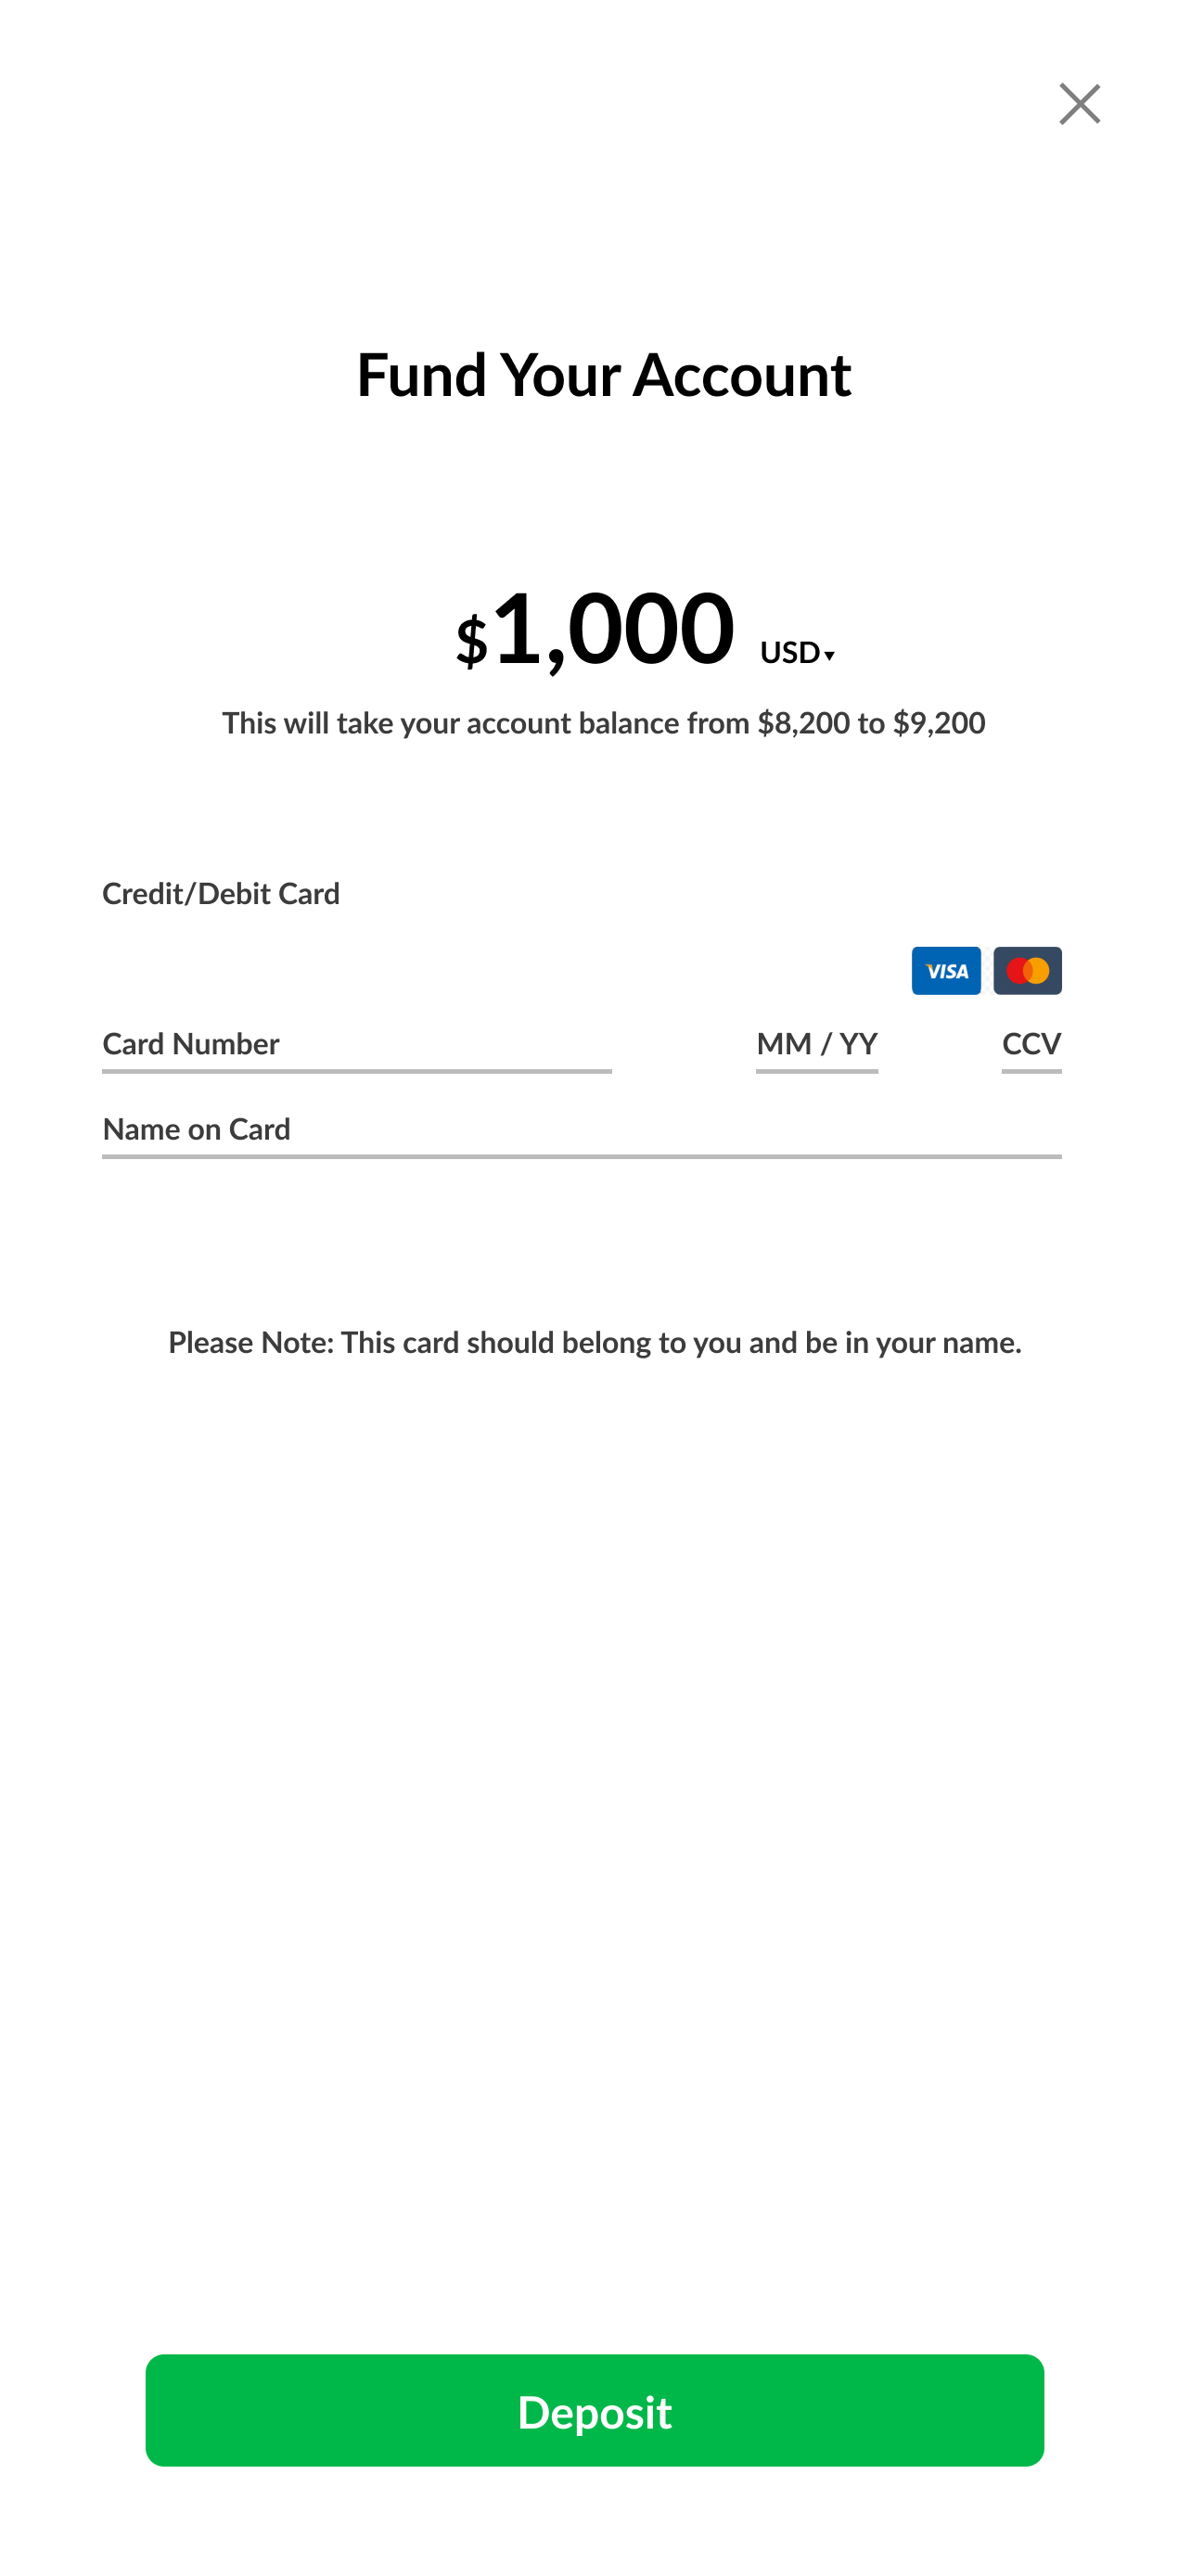 Fund Your Account
$1,000 USD▾
This will take your account balance from $8,200 to $9,200
Credit/Debit Card
VISA
Card Number MM / YY CCV
Name on Card
Please Note: This card should belong to you and be in your name.
Deposit